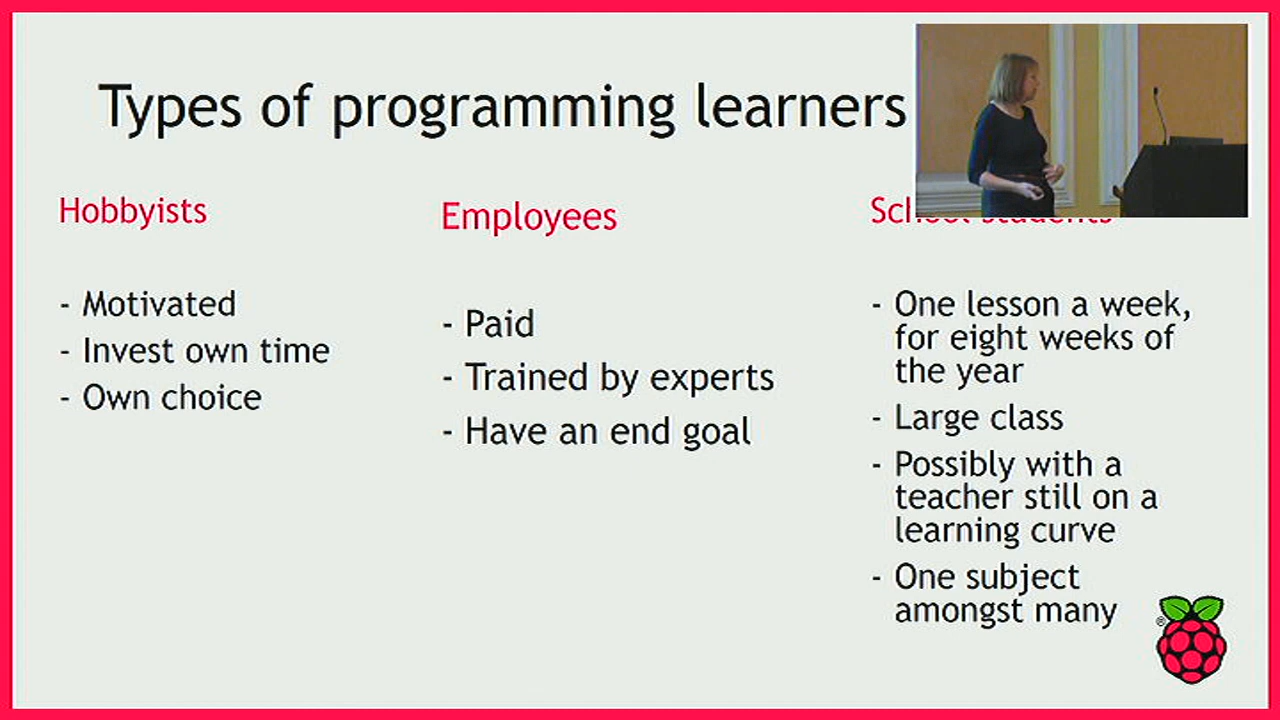 Types of programming learners
Hobbyists
- Motivated
- Invest own time
- Own choice
Employees
- Paid
- Trained by experts
- Have an end goal
School students
- One lesson a week,
for eight weeks of
the year
- Large class
- Possibly with a
teacher still on a
learning curve
- One subject
amongst many
®